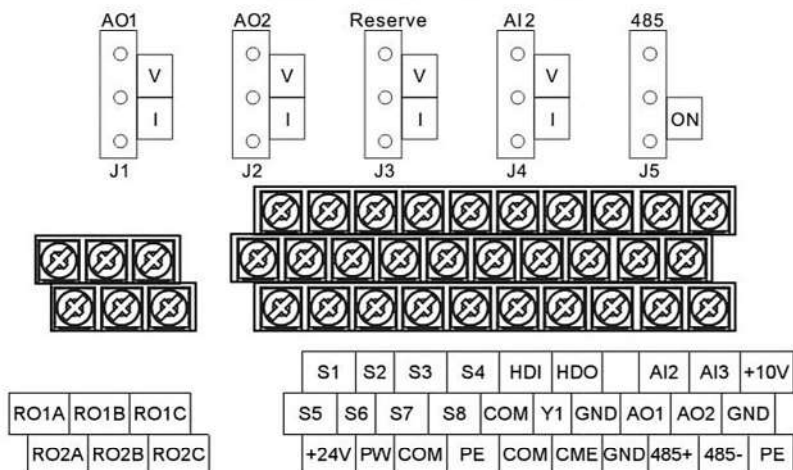 AO1 AO2 Reserve AI2 485
V V V V
I I I I ON
J1 J2 J3 J4 J5
S1 S2 S3 S4 HDI HDO AI2 AI3 +10V
RO1A RO1B RO1C S5 S6 S7 S8 COM Y1 GND AO1 AO2 GND
RO2A RO2B RO2C +24V PW COM PE COM CME GND 485+ 485- PE